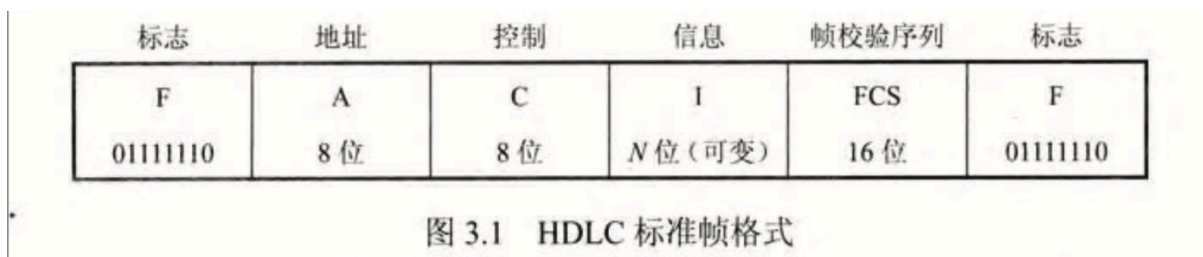 标志 地址 控制 信息 帧校验序列 标志
F A C I FCS F
01111110 8位 8位 N位(可变) 16位 01111110
图 3.1 HDLC 标准帧格式